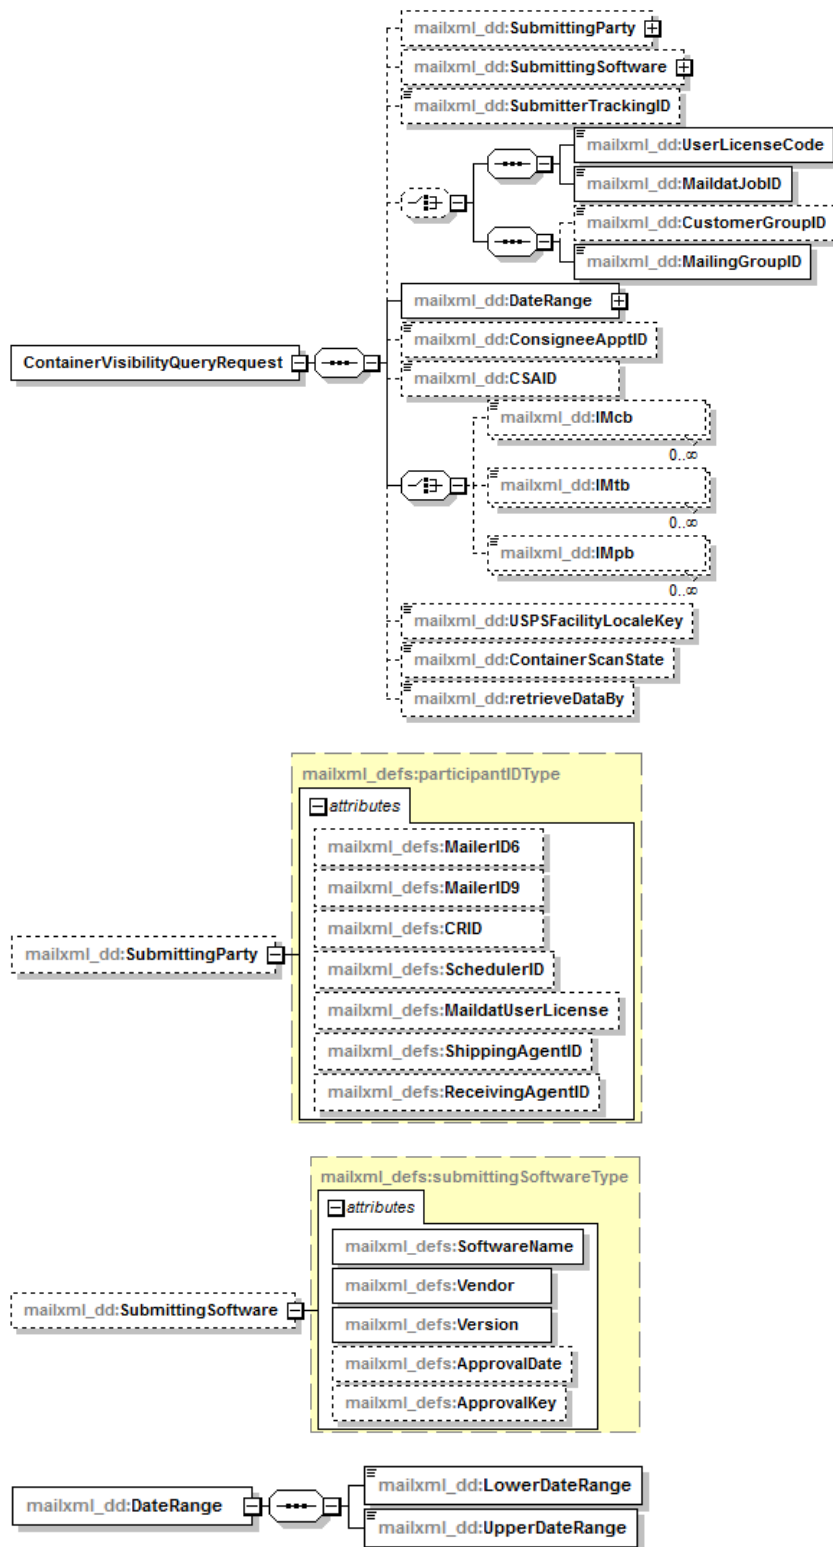 mailxml_dd:SubmittingParty
mailxml_dd:SubmittingSoftware
mailxml_dd:SubmitterTrackingID
mailxml_dd:UserLicenseCode
mailxml_dd:MaildatJobID
mailxml_dd:CustomerGroupID
mailxml_dd:MailingGroupID
mailxml_dd:DateRange
mailxml_dd:ConsigneeApptID
ContainerVisibilityQueryRequest
mailxml_dd:CSAID
mailxml_dd:IMcb
0..∞
mailxml_dd:IMtb
0..∞
mailxml_dd:IMpb
0..∞
mailxml_dd:USPSFacilityLocaleKey
mailxml_dd:ContainerScanState
mailxml_dd:retrieveDataBy
mailxml_defs:participantIDType
attributes
mailxml_defs:MailerID6
mailxml_defs:MailerID9
mailxml_defs:CRID
mailxml_dd:SubmittingParty
mailxml_defs:SchedulerID
mailxml_defs:MaildatUserLicense
mailxml_defs:ShippingAgentID
mailxml_defs:ReceivingAgentID
mailxml_defs:submittingSoftwareType
attributes
mailxml_defs:SoftwareName
mailxml_defs:Vendor
mailxml_dd:SubmittingSoftware
mailxml_defs:Version
mailxml_defs:ApprovalDate
mailxml_defs:ApprovalKey
mailxml_dd:DateRange
mailxml_dd:LowerDateRange
mailxml_dd:UpperDateRange